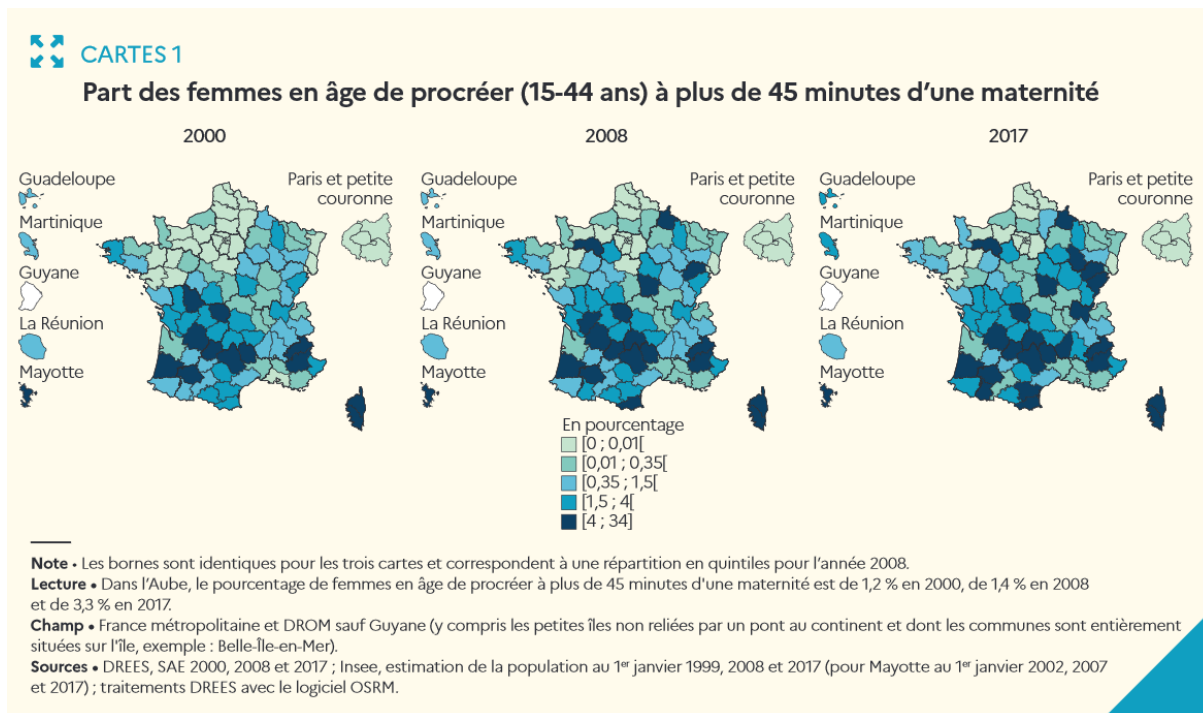 CARTES 1
Part des femmes en âge de procréer (15-44 ans) à plus de 45 minutes d'une maternité
2000
Guadeloupe
Paris et petite
couronne
Martinique
Guyane
La Réunion
Mayotte
2008
Guadeloupe
Paris et petite
couronne
Martinique
Guyane
La Réunion
Mayotte
2017
Guadeloupe
Paris et petite
couronne
Martinique
Guyane
La Réunion
Mayotte
En pourcentage
[0 ; 0,01[
[0,01 ; 0,35[
[0,35 ; 1,5[
[1,5 ; 4[
[4 ; 34]
Note • Les bornes sont identiques pour les trois cartes et correspondent à une répartition en quintiles pour l'année 2008.
Lecture • Dans l'Aube, le pourcentage de femmes en âge de procréer à plus de 45 minutes d'une maternité est de 1,2 % en 2000, de 1,4 % en 2008
et de 3,3 % en 2017.
Champ • France métropolitaine et DROM sauf Guyane (y compris les petites îles non reliées par un pont au continent et dont les communes sont entièrement
situées sur l'île, exemple : Belle-Île-en-Mer).
Sources • DREES, SAE 2000, 2008 et 2017 ; Insee, estimation de la population au 1er janvier 1999, 2008 et 2017 (pour Mayotte au 1er janvier 2002, 2007
et 2017) ; traitements DREES avec le logiciel OSRM.